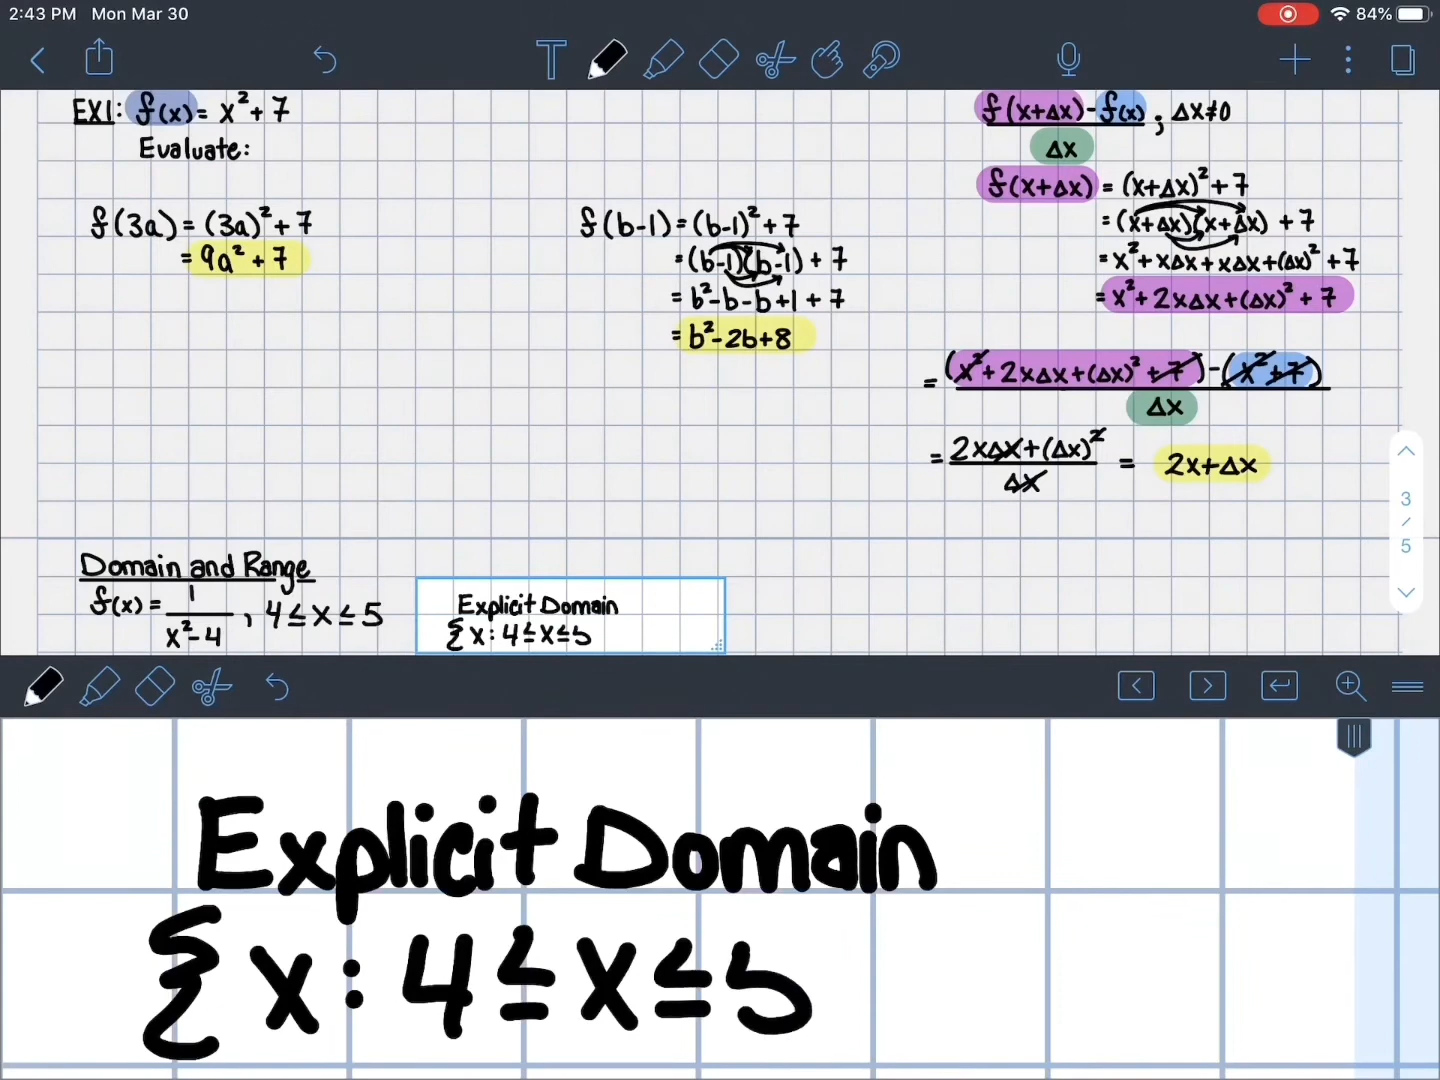 2:43 PM Mon Mar 30
84%
EX1: f(x) = x² + 7
Evaluate:
f(3a) = (3a)² + 7
= 9a² + 7
f(b-1) = (b-1)² + 7
= (b-1)(b-1) + 7
= b² - b - b + 1 + 7
= b² - 2b + 8
f(x+Δx) - f(x) ; Δx≠0
Δx
f(x+Δx) = (x+Δx)² + 7
= (x+Δx)(x+Δx) + 7
= x² + xΔx + xΔx + (Δx)² + 7
= x² + 2xΔx + (Δx)² + 7
= (x² + 2xΔx + (Δx)² + 7) - (x² + 7)
Δx
= 2xΔx + (Δx)² = 2x+Δx
Δx
3
/
5
Domain and Range
f(x) = 1 , 4 ≤ x ≤ 5
x² - 4
Explicit Domain
{ x : 4 ≤ x ≤ 5
Explicit Domain
{ x : 4 ≤ x ≤ 5